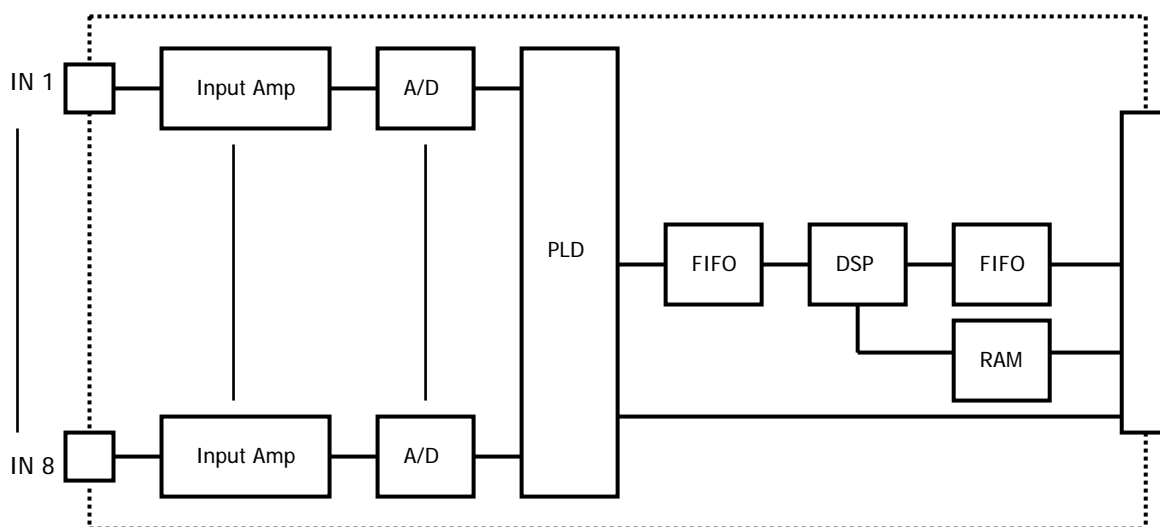 IN 1
Input Amp
A/D
PLD
FIFO
DSP
FIFO
RAM
IN 8
Input Amp
A/D